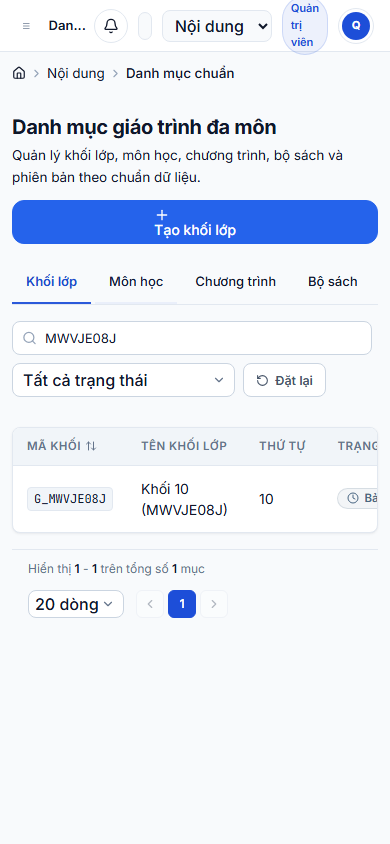 Dan...
Nội dung
Quản
trị
viên
Q
Nội dung
Danh mục chuẩn
Danh mục giáo trình đa môn
Quản lý khối lớp, môn học, chương trình, bộ sách và
phiên bản theo chuẩn dữ liệu.
Tạo khối lớp
Khối lớp Môn học Chương trình Bộ sách
MWVJE08J
Tất cả trạng thái
Đặt lại
MÃ KHỐI TÊN KHỐI LỚP THỨ TỰ TRẠNG
G_MWVJE08J
Khối 10
(MWVJE08J)
10
Bả
Hiển thị 1 - 1 trên tổng số 1 mục
20 dòng
1